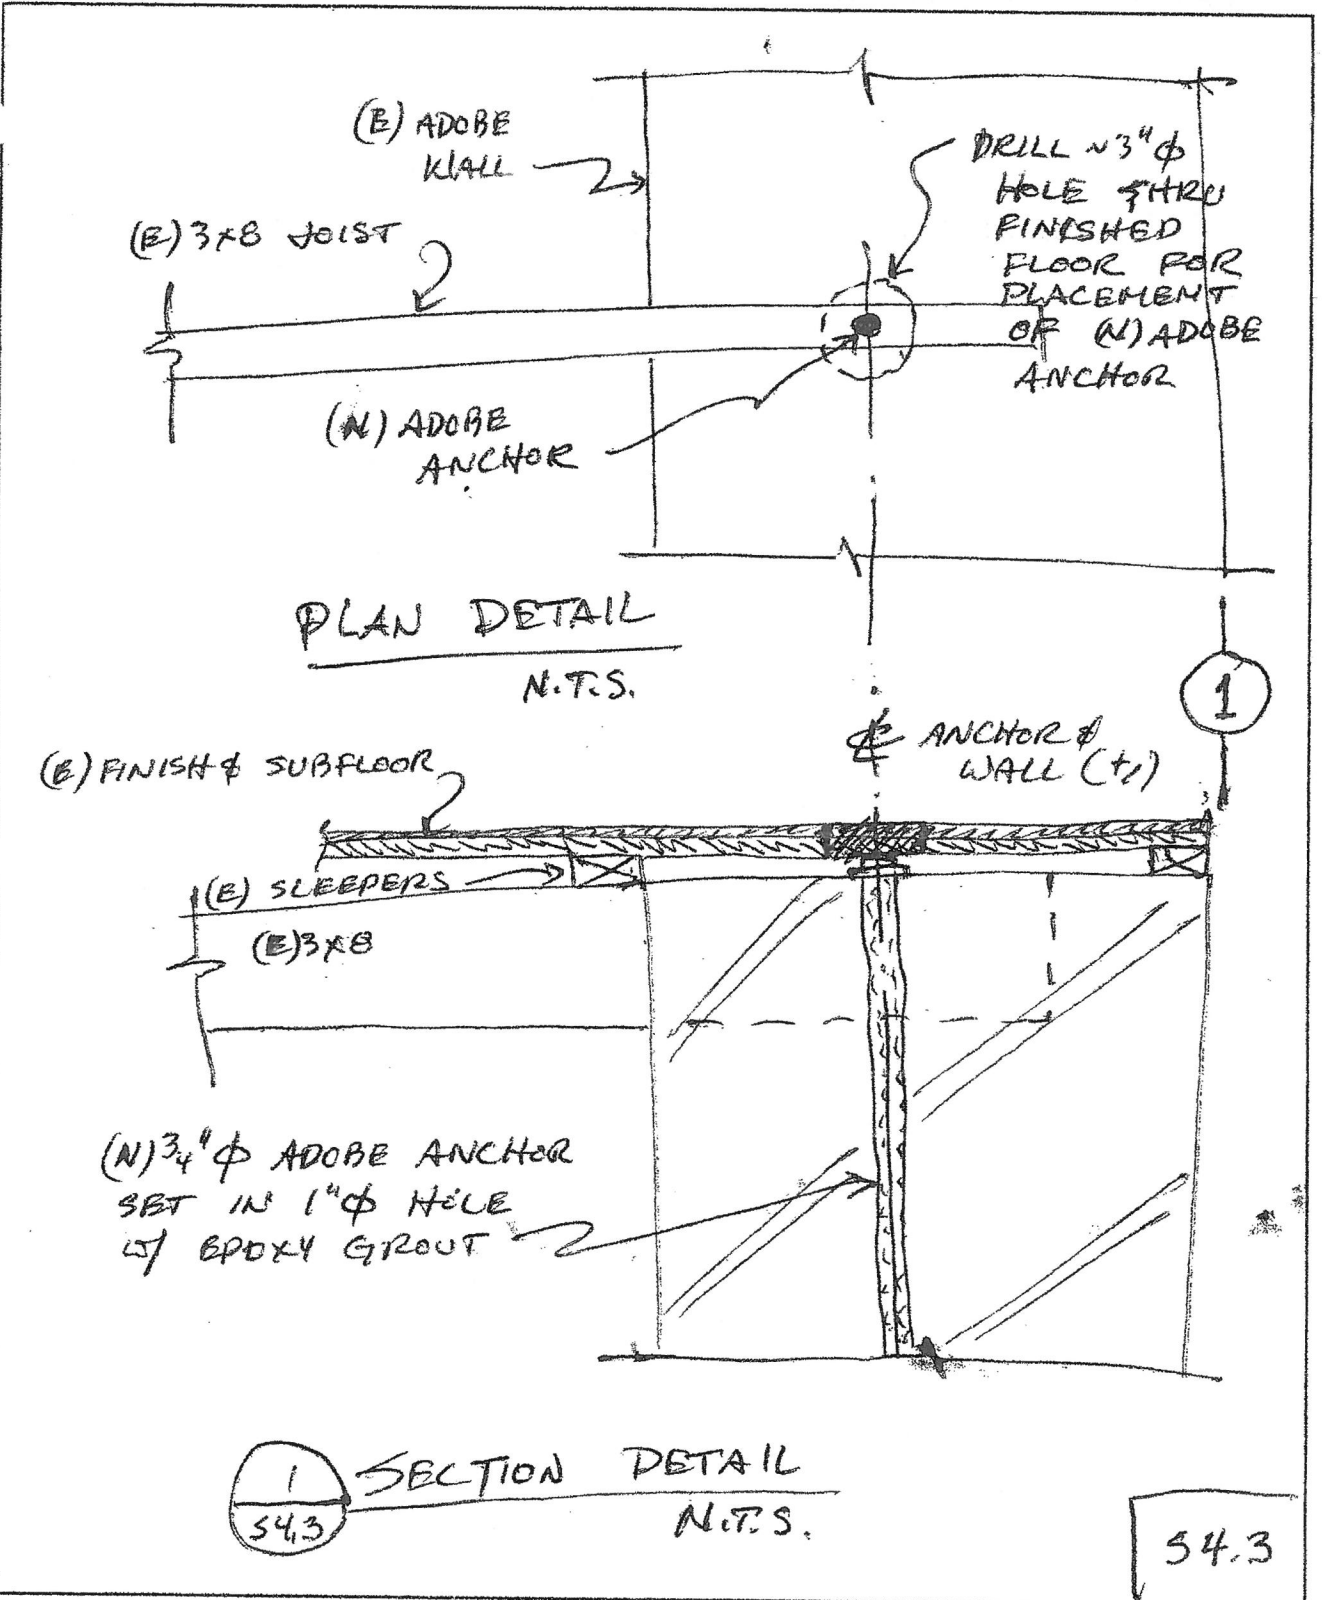 (E) ADOBE
WALL
(E) 3x8 JOIST
DRILL ~3"φ
HOLE THRU
FINISHED
FLOOR FOR
PLACEMENT
OF (N) ADOBE
ANCHOR
(N) ADOBE
ANCHOR
PLAN DETAIL
N.T.S.
1
℄ ANCHOR &
WALL (+/-)
(E) FINISH & SUBFLOOR
(E) SLEEPERS
(E) 3x8
(N) 3/4"φ ADOBE ANCHOR
SET IN 1"φ HOLE
w/ EPOXY GROUT
1
S4.3
SECTION DETAIL
N.T.S.
S4.3